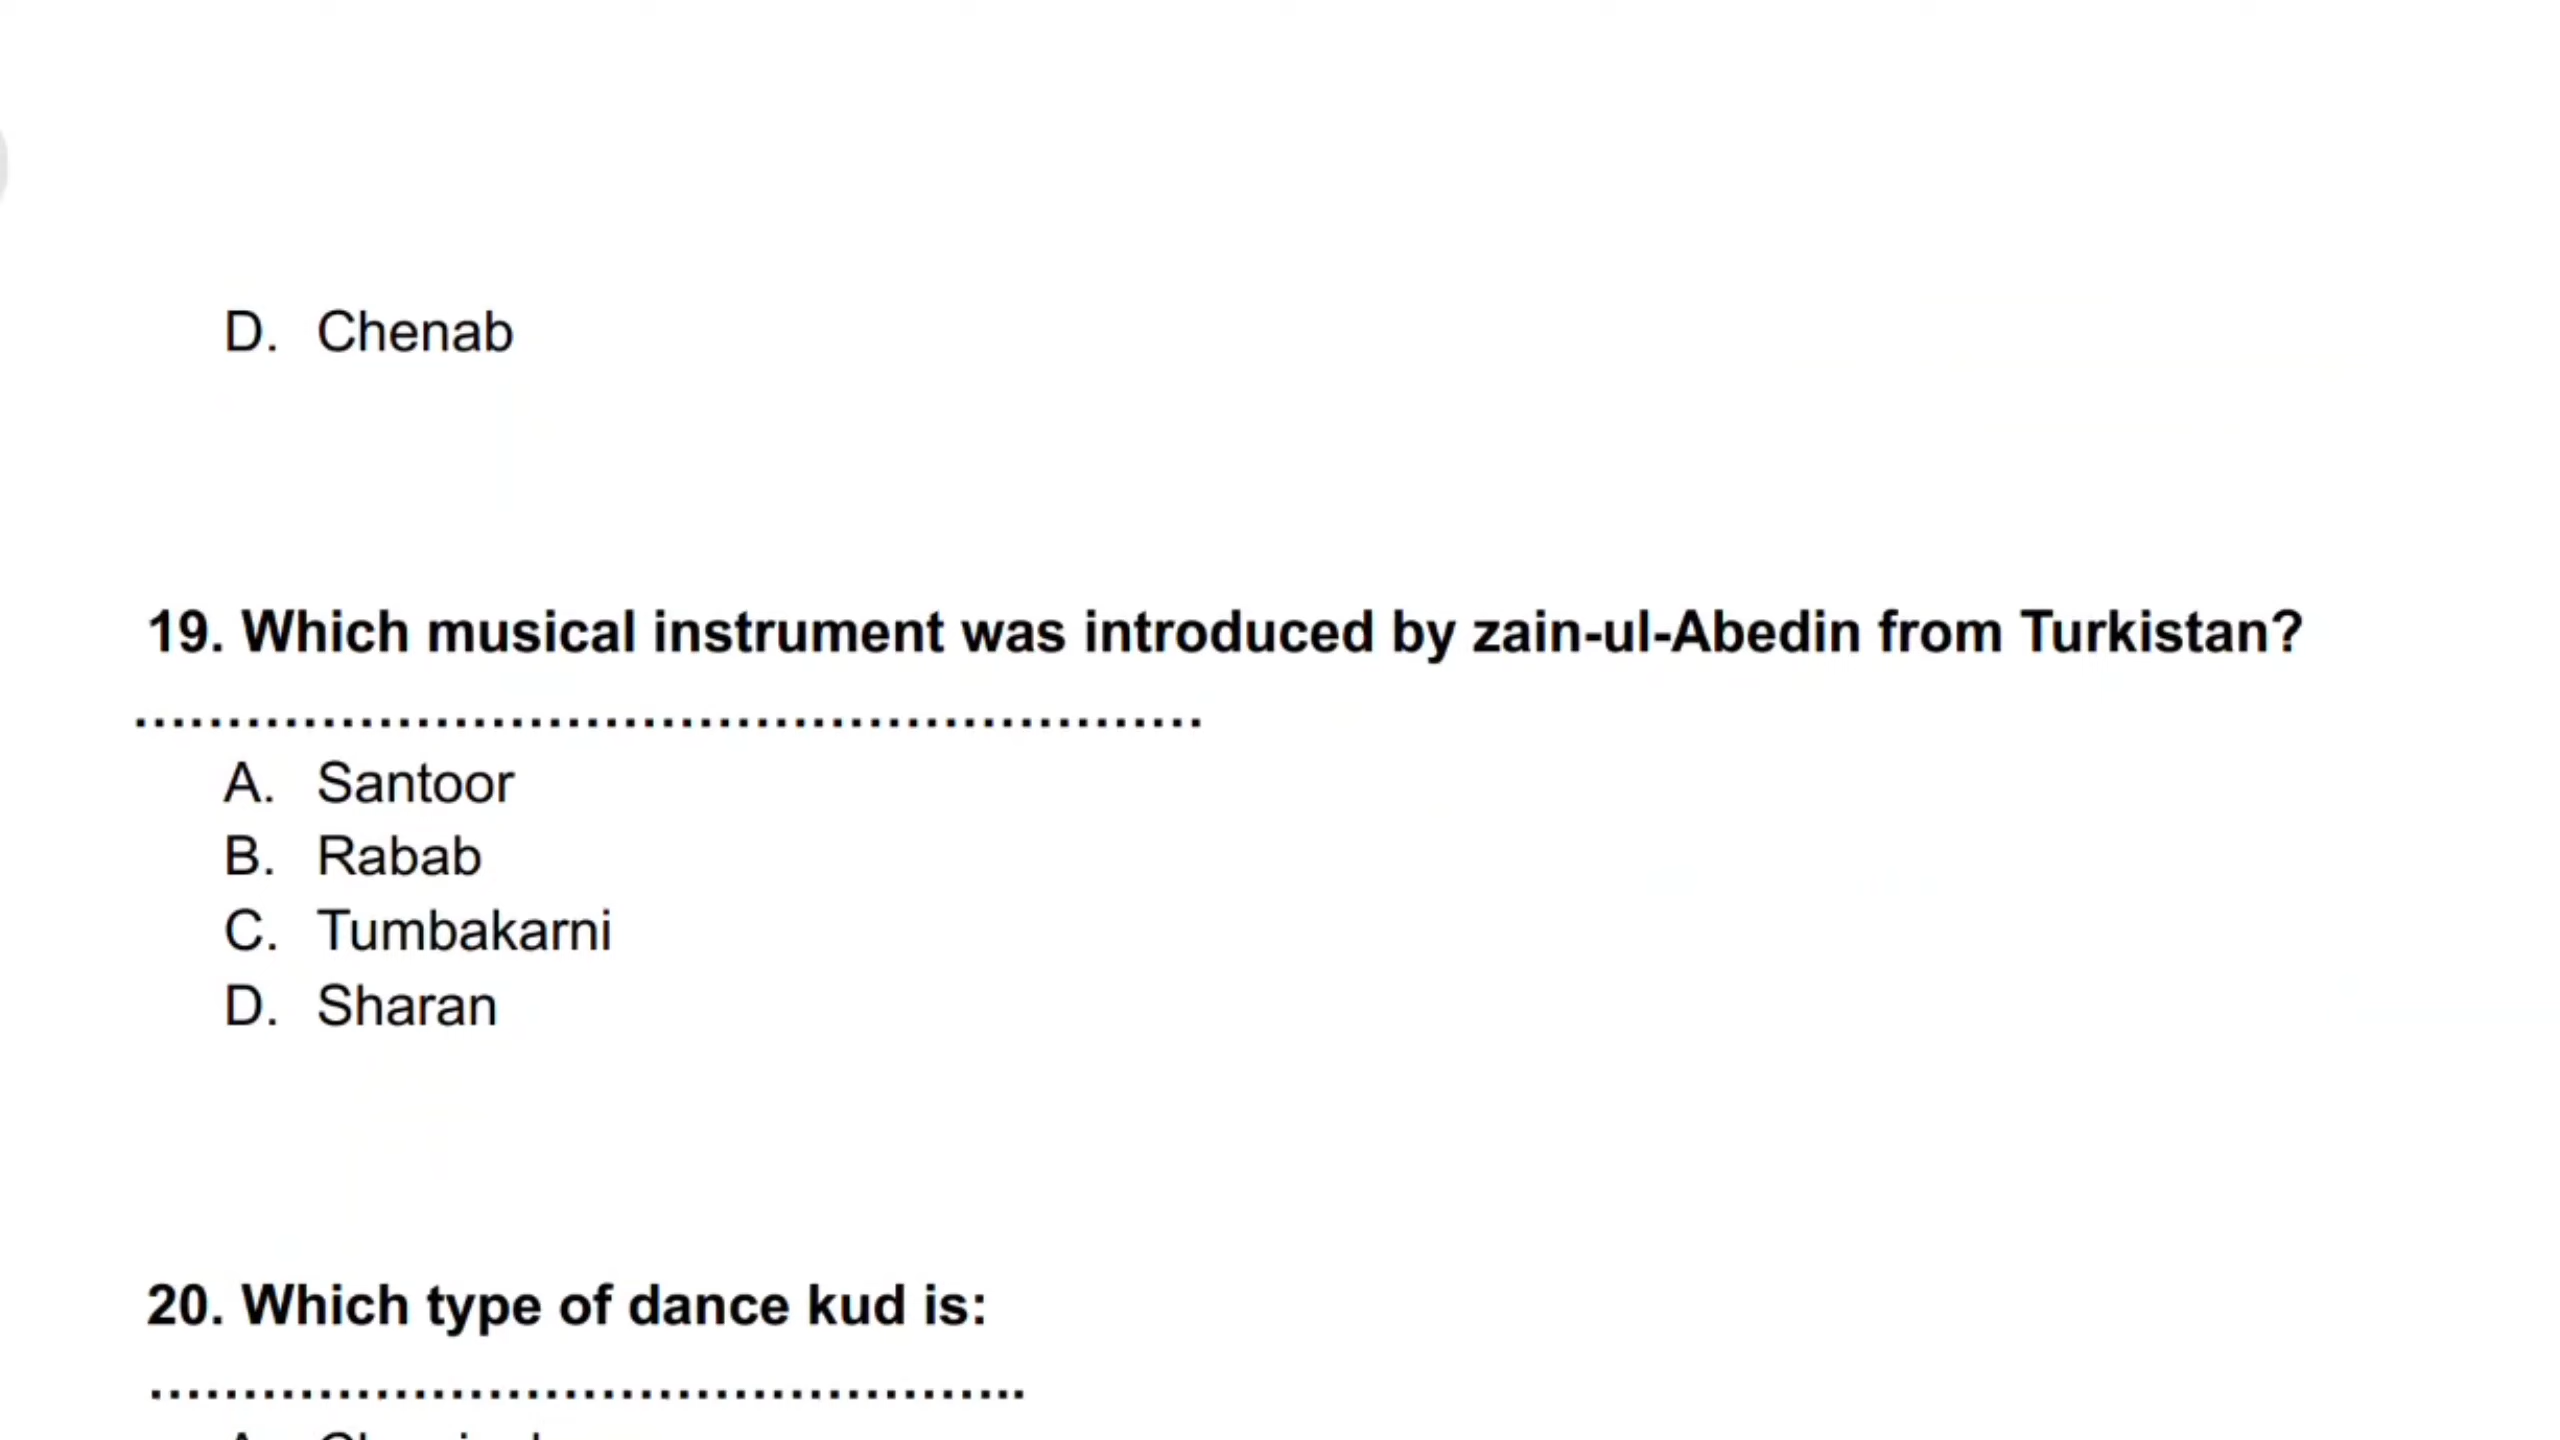 D. Chenab
19. Which musical instrument was introduced by zain-ul-Abedin from Turkistan?
.........................................................
A. Santoor
B. Rabab
C. Tumbakarni
D. Sharan
20. Which type of dance kud is:
...............................................